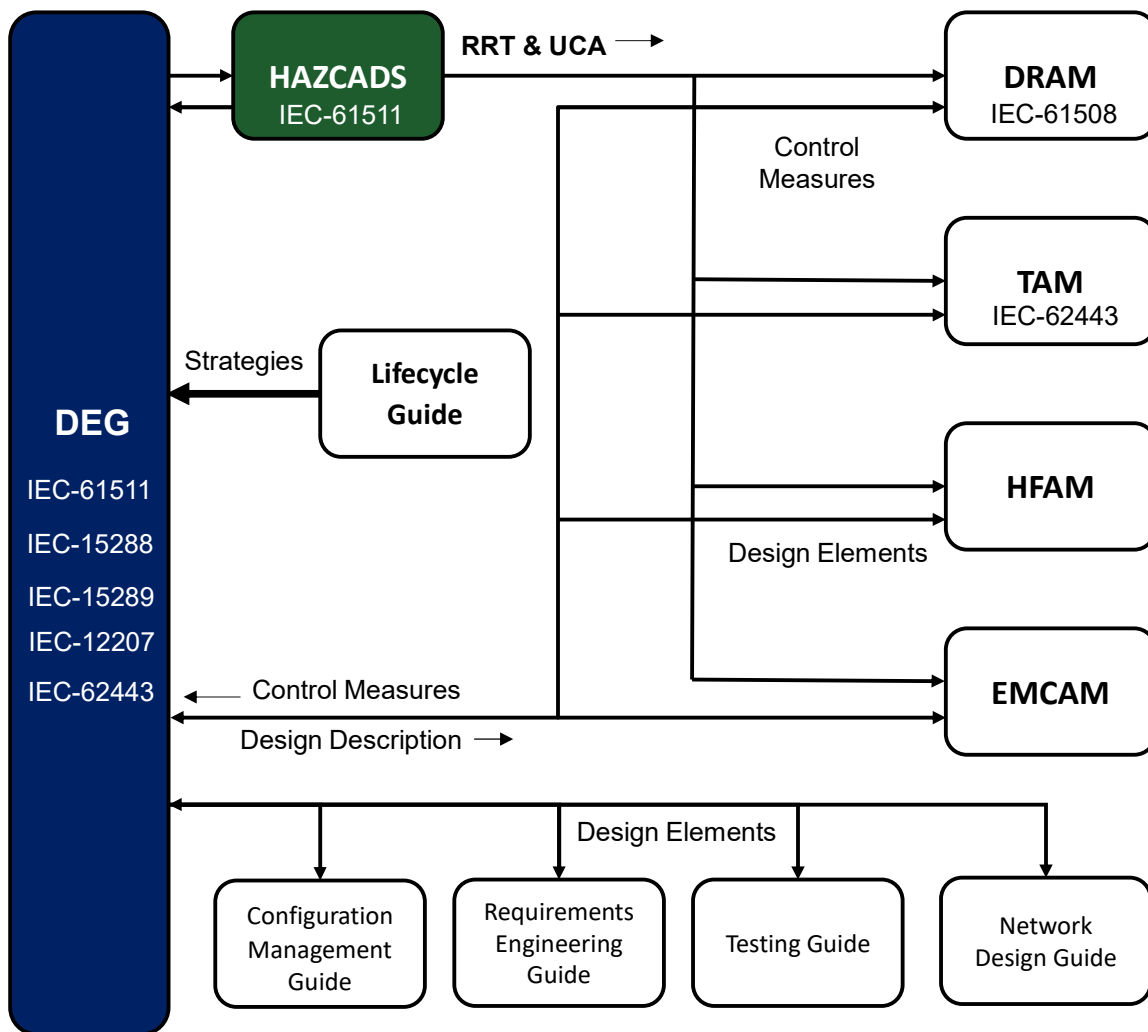 RRT & UCA
HAZCADS
IEC-61511
DRAM
IEC-61508
Control
Measures
TAM
IEC-62443
Strategies
Lifecycle
Guide
DEG
IEC-61511
IEC-15288
IEC-15289
IEC-12207
IEC-62443
HFAM
Design Elements
Control Measures
Design Description
EMCAM
Design Elements
Configuration
Management
Guide
Requirements
Engineering
Guide
Testing Guide
Network
Design Guide